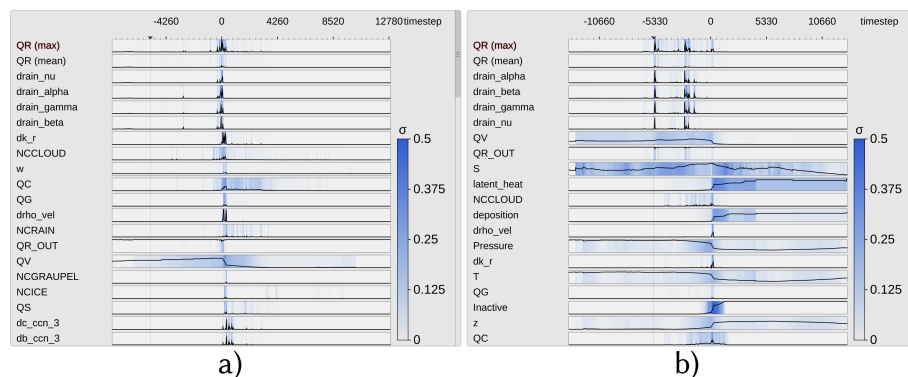 -4260 0 4260 8520 12780 timestep
QR (max)
QR (mean)
drain_nu
drain_alpha
drain_gamma
drain_beta
dk_r
NCCLOUD
w
QC
QG
drho_vel
NCRAIN
QR_OUT
QV
NCGRAUPEL
NCICE
QS
dc_ccn_3
db_ccn_3
σ
0.5
0.375
0.25
0.125
0
a)
-10660 -5330 0 5330 10660 timestep
QR (max)
QR (mean)
drain_alpha
drain_beta
drain_gamma
drain_nu
QV
QR_OUT
S
latent_heat
NCCLOUD
deposition
drho_vel
Pressure
dk_r
T
QG
Inactive
z
QC
σ
0.5
0.375
0.25
0.125
0
b)